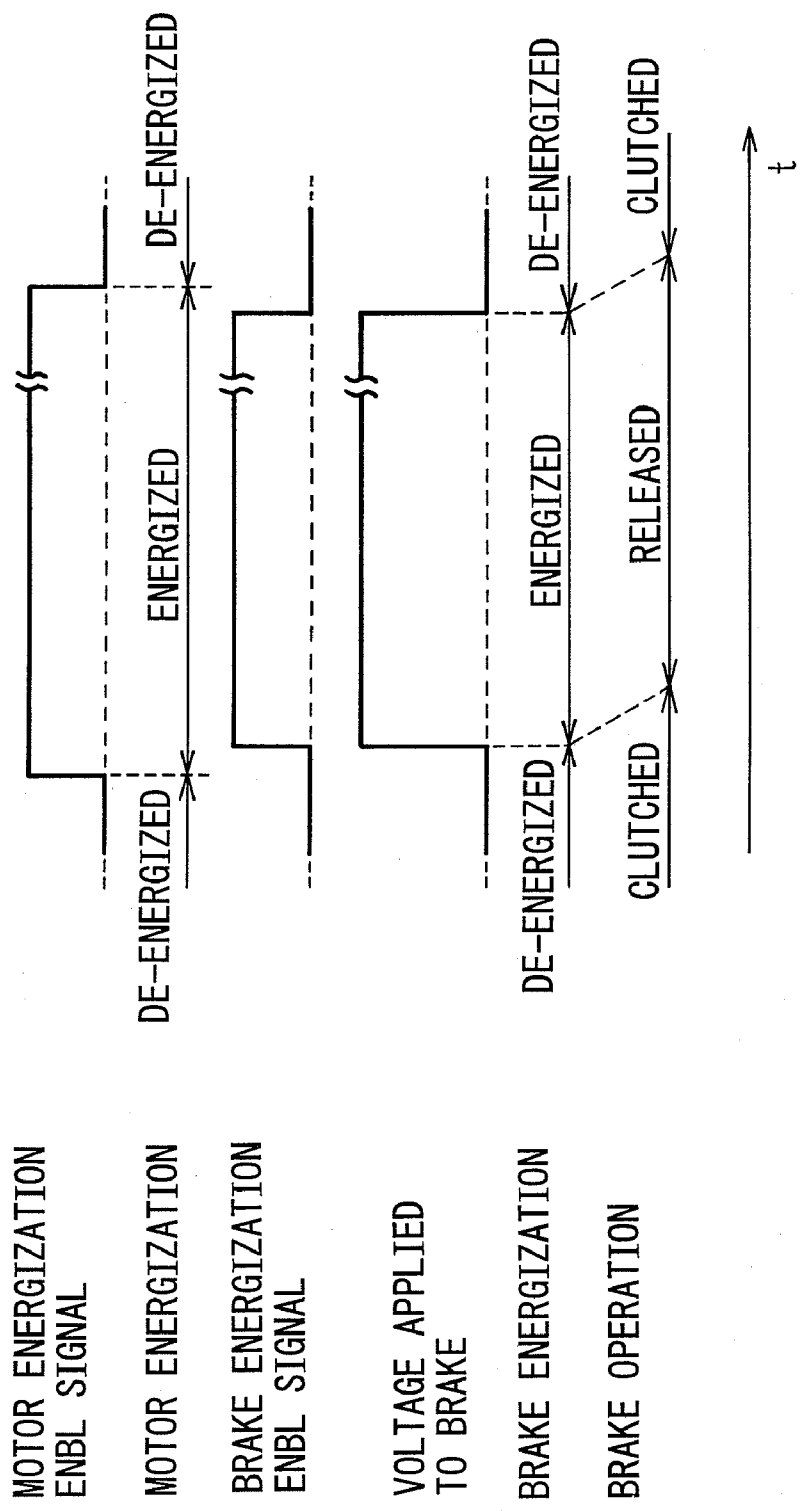 MOTOR ENERGIZATION
ENBL SIGNAL
MOTOR ENERGIZATION
DE-ENERGIZED
ENERGIZED
DE-ENERGIZED
BRAKE ENERGIZATION
ENBL SIGNAL
VOLTAGE APPLIED
TO BRAKE
BRAKE ENERGIZATION
DE-ENERGIZED
ENERGIZED
DE-ENERGIZED
BRAKE OPERATION
CLUTCHED
RELEASED
CLUTCHED
t